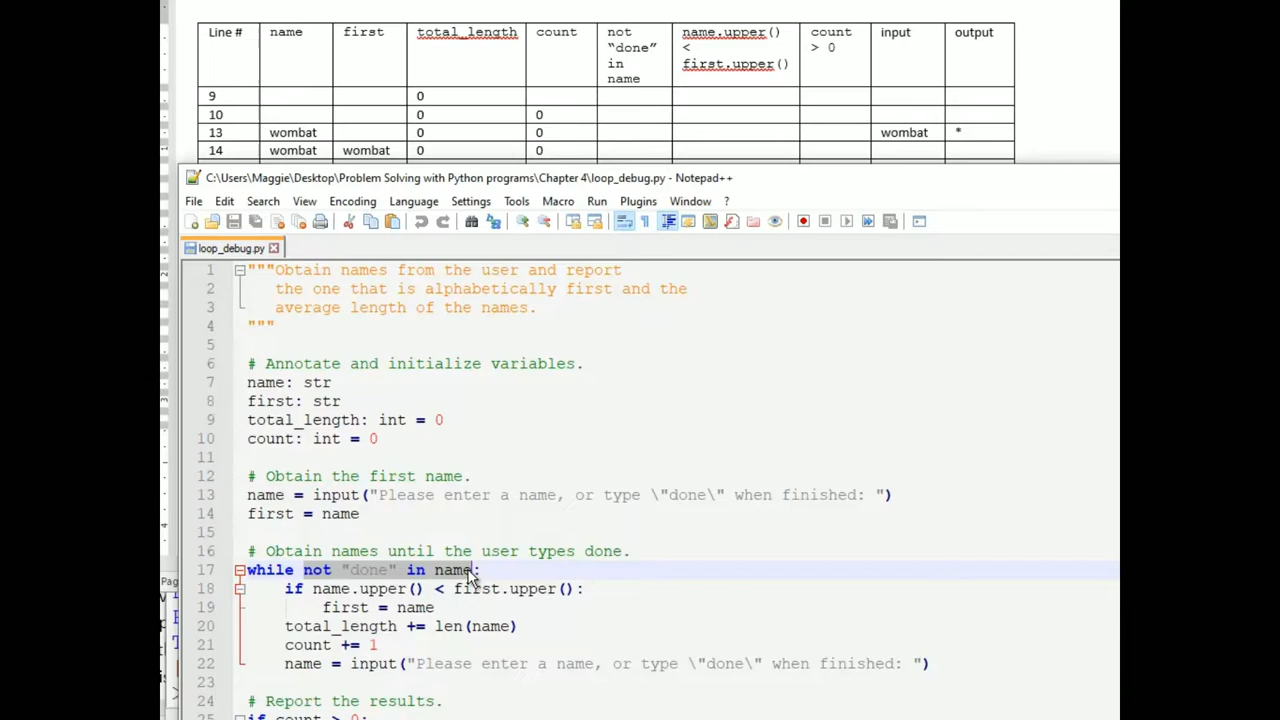 Line # name first total_length count not name.upper() count input output
“done” < > 0
in first.upper()
name
9 0
10 0 0
13 wombat 0 0 wombat *
14 wombat wombat 0 0
C:\Users\Maggie\Desktop\Problem Solving with Python programs\Chapter 4\loop_debug.py - Notepad++
File Edit Search View Encoding Language Settings Tools Macro Run Plugins Window ?
loop_debug.py
1 """Obtain names from the user and report
2 the one that is alphabetically first and the
3 average length of the names.
4 """
5
6 # Annotate and initialize variables.
7 name: str
8 first: str
9 total_length: int = 0
10 count: int = 0
11
12 # Obtain the first name.
13 name = input("Please enter a name, or type \"done\" when finished: ")
14 first = name
15
16 # Obtain names until the user types done.
17 while not "done" in name:
18 if name.upper() < first.upper():
19 first = name
20 total_length += len(name)
21 count += 1
22 name = input("Please enter a name, or type \"done\" when finished: ")
23
24 # Report the results.
25 if count > 0:
Pag